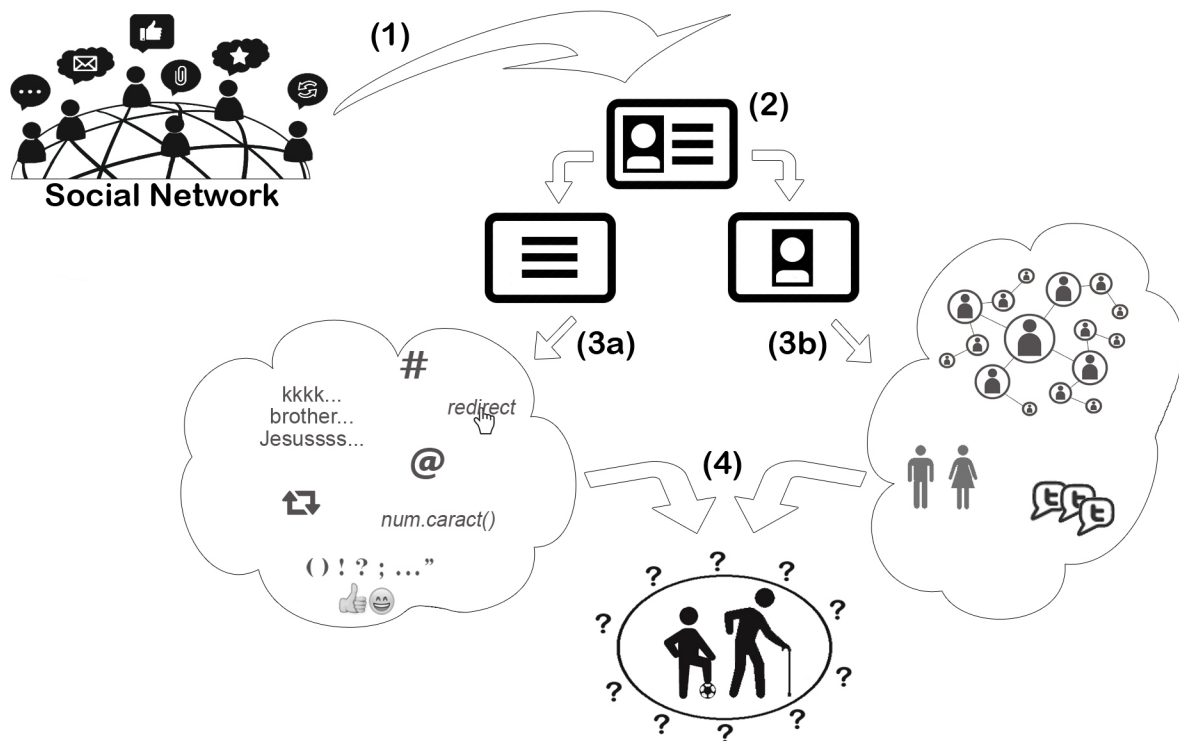 (1)
(2)
Social Network
(3a)
(3b)
#
kkkk...
brother...
Jesussss...
redirect
@
(4)
num.caract()
t t t
( ) ! ? ; ...”
? ? ?
? ?
? ?
? ?
? ? ?